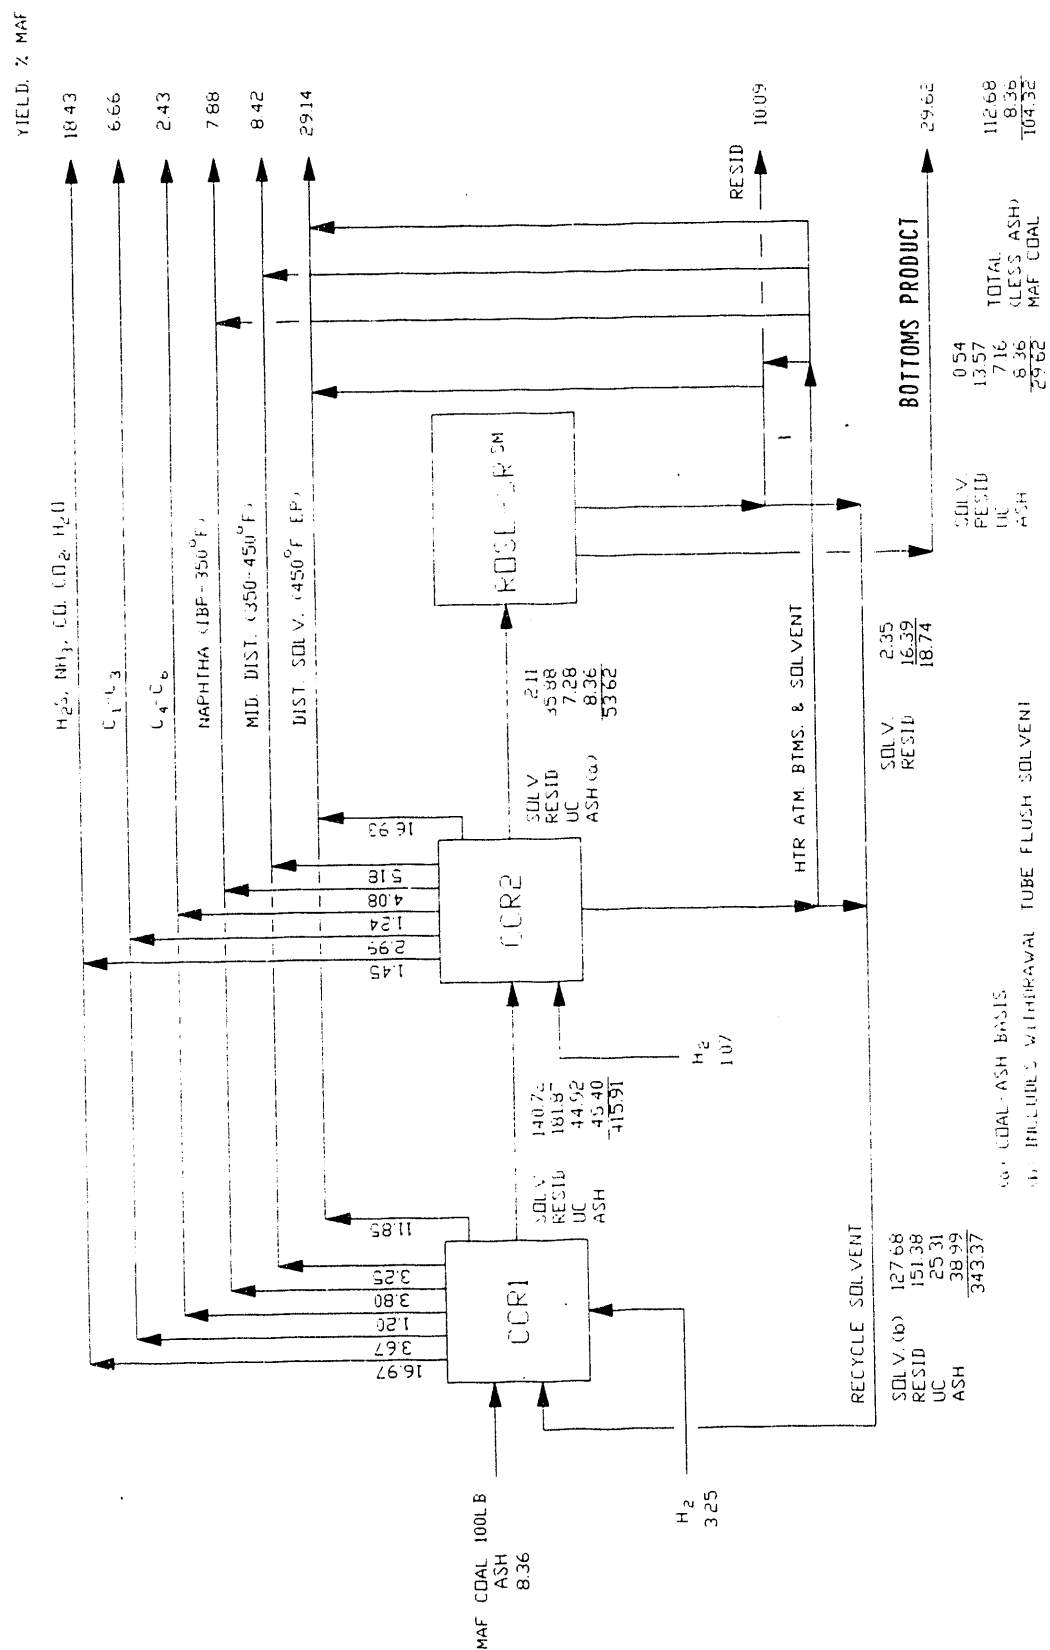 YIELD, % MAF
H2S, NH3, CO, CO2, H2O 18.43
C1-C3 6.66
C4-C6 2.43
NAPHTHA (IBP-350°F) 7.88
MID. DIST. (350-450°F) 8.42
DIST. SOLV. (450°F EP) 29.14
16.97
3.67
1.20
3.80
3.25
11.85
1.45
2.99
1.24
4.08
5.18
16.93
MAF COAL 100LB
ASH
8.36
CCR1
CCR2
ROSE-
SM
H2
3.25
H2
1.07
SOLV.
RESID
UC 44.92
ASH
415.91
SOLV 2.11
RESID 35.88
UC 7.28
ASH (a) 8.36
53.62
HTR ATM. BTMS. & SOLVENT
RESID
10.09
BOTTOMS PRODUCT
29.62
RECYCLE SOLVENT
SOLV. (b) 127.68
RESID 151.38
UC 25.31
ASH 38.99
343.37
SOLV. 2.35
RESID 16.39
18.74
SOLV. 0.54
RESID 13.57
UC 7.16
ASH 8.36
29.62
TOTAL 112.68
(LESS ASH) 8.36
MAF COAL 104.32
(a) COAL-ASH BASIS.
(b) INCLUDES WITHDRAWAL TUBE FLUSH SOLVENT